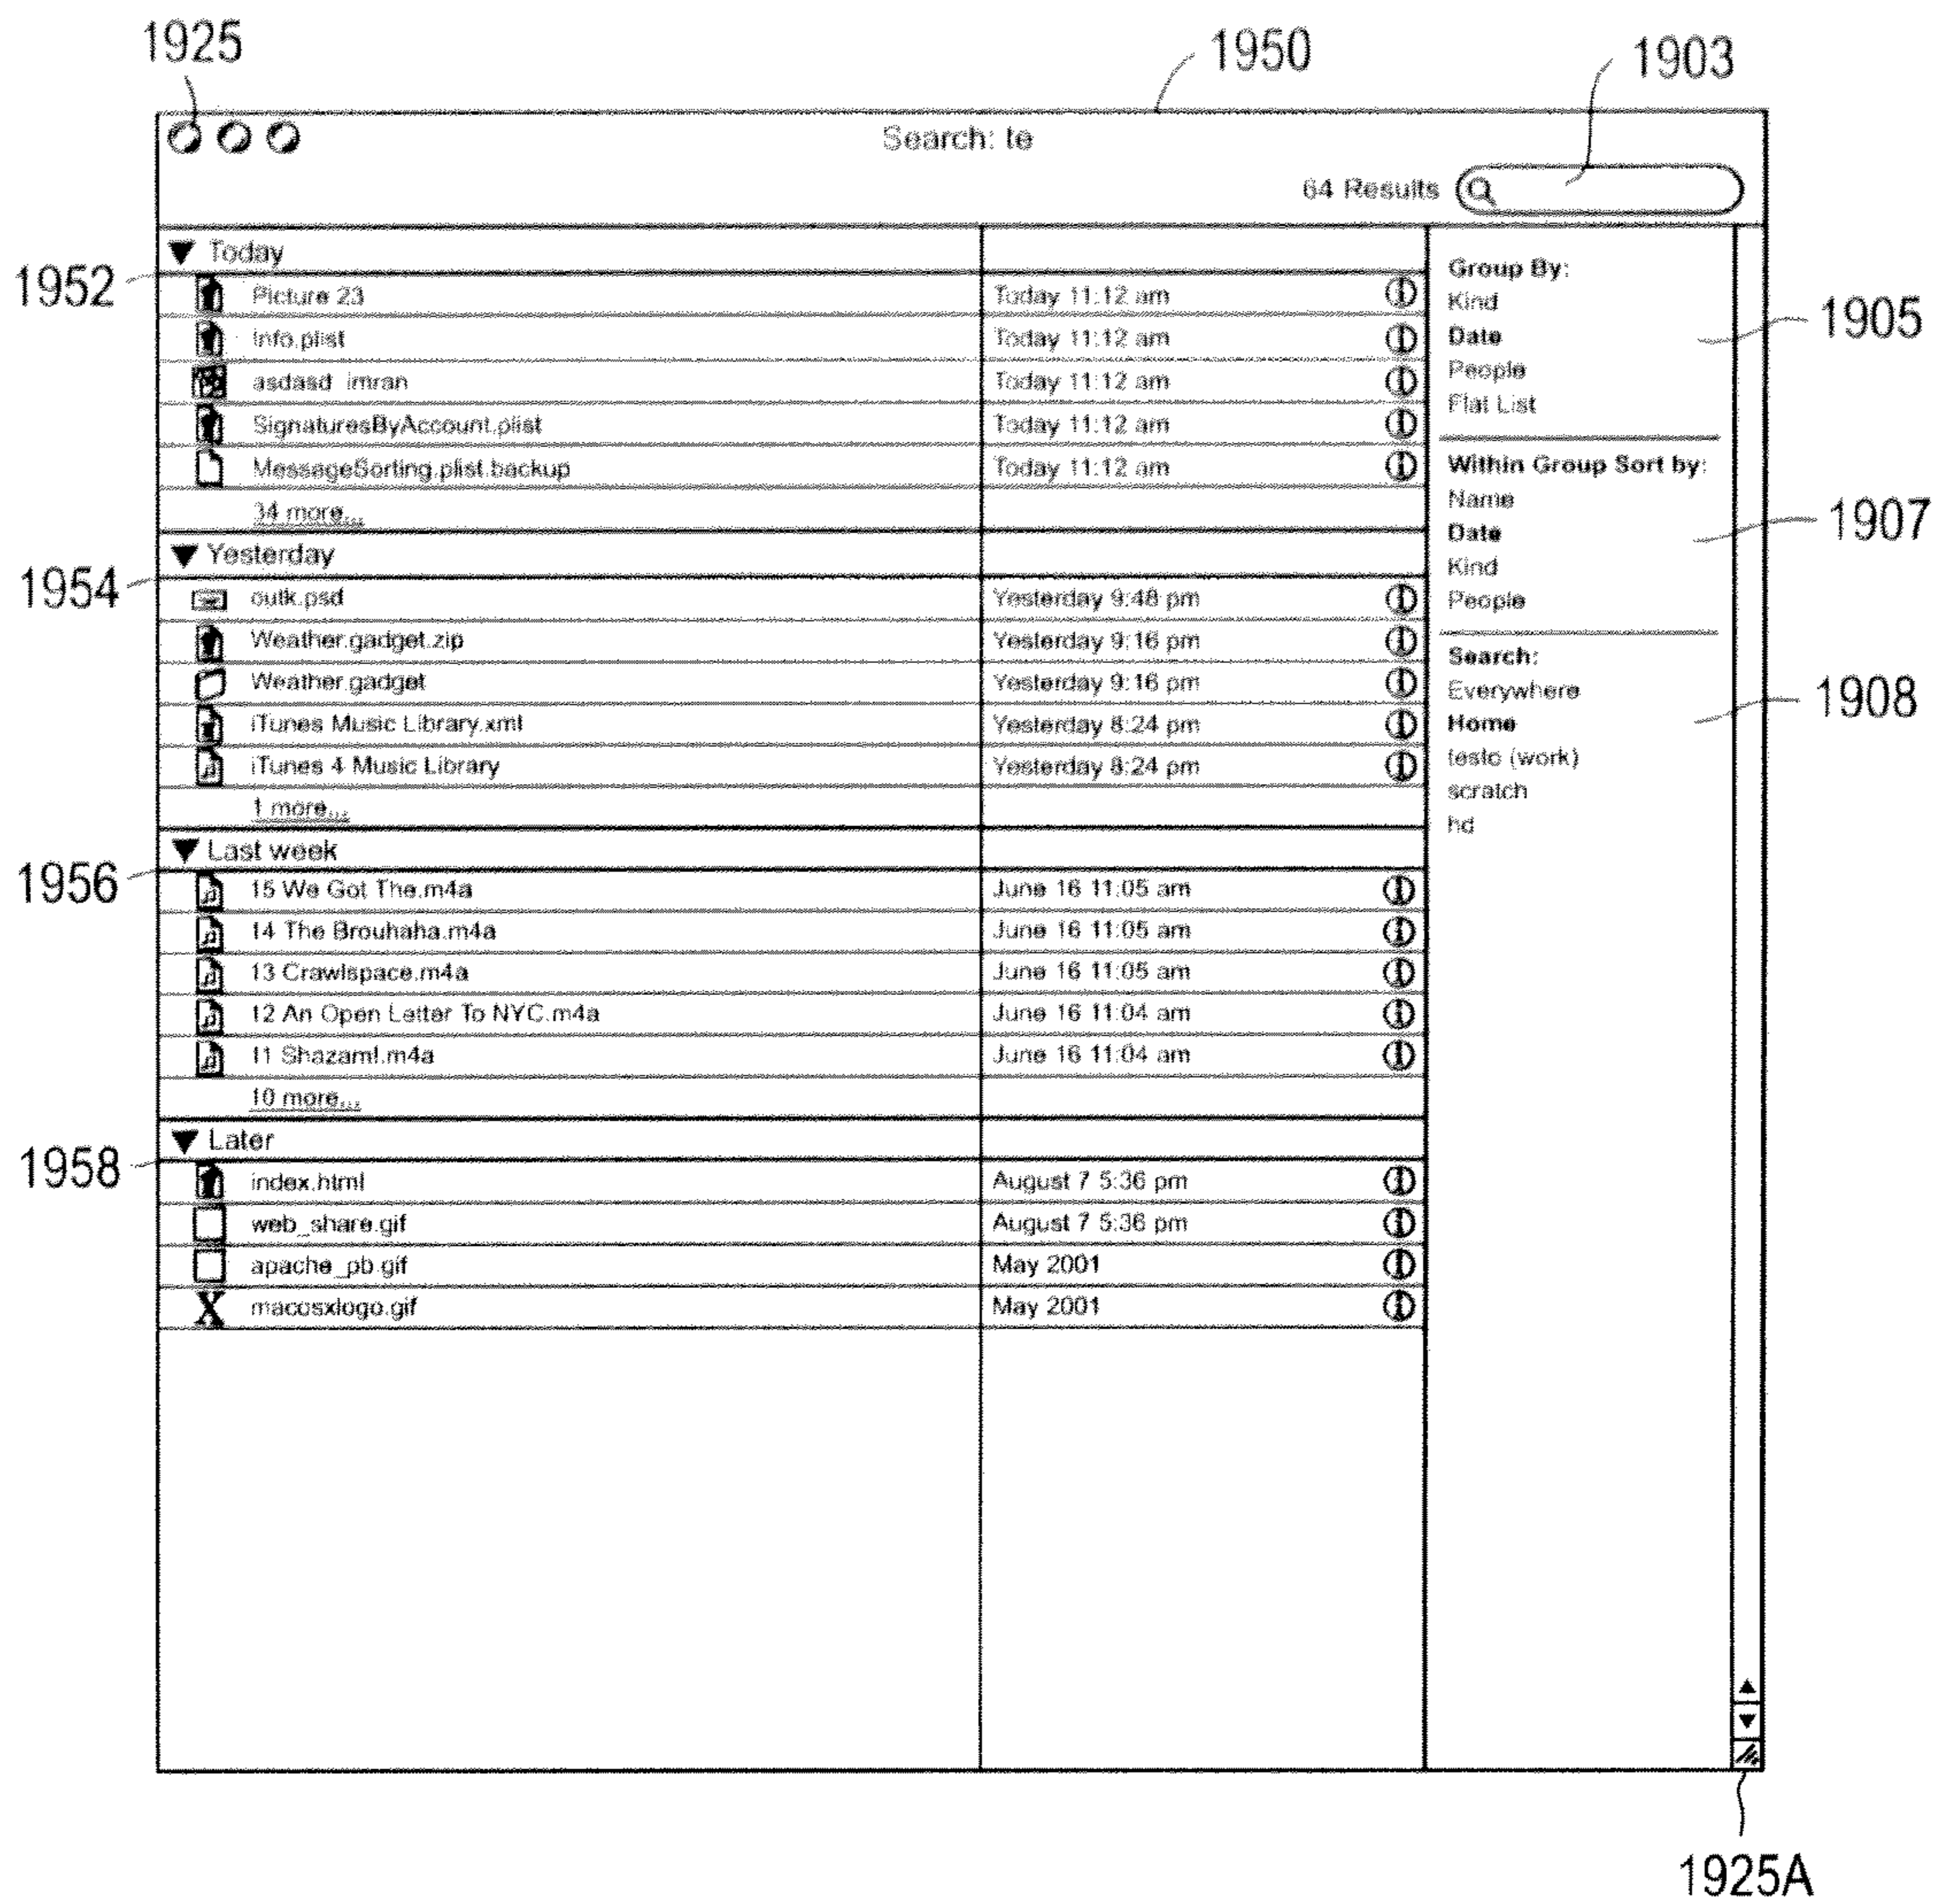 1925
1950
1903
Search: te
64 Results
Today
1952
Picture 23 Today 11:12 am
Info.plist Today 11:12 am
asdasd imran Today 11:12 am
SignaturesByAccount.plist Today 11:12 am
MessageSorting.plist.backup Today 11:12 am
34 more...
Yesterday
1954
outk.psd Yesterday 9:48 pm
Weather.gadget.zip Yesterday 9:16 pm
Weather.gadget Yesterday 9:16 pm
iTunes Music Library.xml Yesterday 8:24 pm
iTunes 4 Music Library Yesterday 8:24 pm
1 more...
Last week
1956
15 We Got The.m4a June 16 11:05 am
14 The Brouhaha.m4a June 16 11:05 am
13 Crawlspace.m4a June 16 11:05 am
12 An Open Letter To NYC.m4a June 16 11:04 am
11 Shazam!.m4a June 16 11:04 am
10 more...
Later
1958
index.html August 7 5:36 pm
web_share.gif August 7 5:36 pm
apache_pb.gif May 2001
macosxlogo.gif May 2001
Group By:
Kind
Date
People
Flat List
1905
Within Group Sort by:
Name
Date
Kind
People
1907
Search:
Everywhere
Home
testc (work)
scratch
hd
1908
1925A